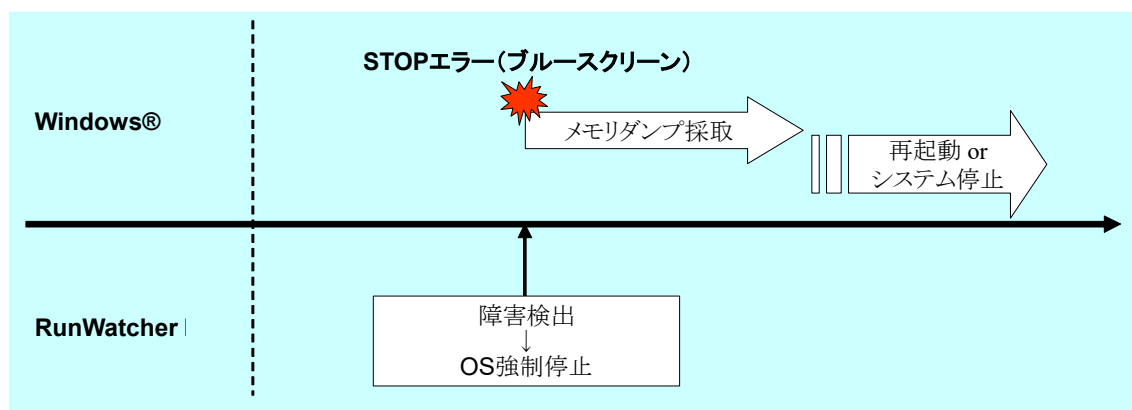 STOPエラー（ブルースクリーン）
Windows®
メモリダンプ採取
再起動 or
システム停止
RunWatcher
障害検出
↓
OS強制停止